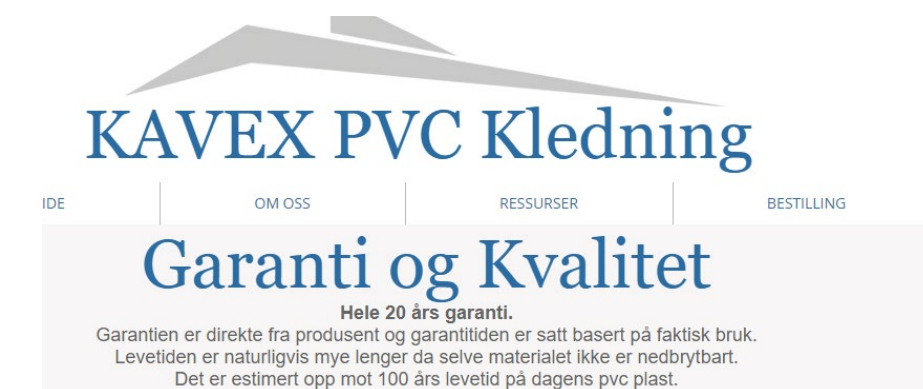 KAVEX PVC Kledning
IDE
OM OSS
RESSURSER
BESTILLING
Garanti og Kvalitet
Hele 20 års garanti.
Garantien er direkte fra produsent og garantitiden er satt basert på faktisk bruk.
Levetiden er naturligvis mye lenger da selve materialet ikke er nedbrytbart.
Det er estimert opp mot 100 års levetid på dagens pvc plast.